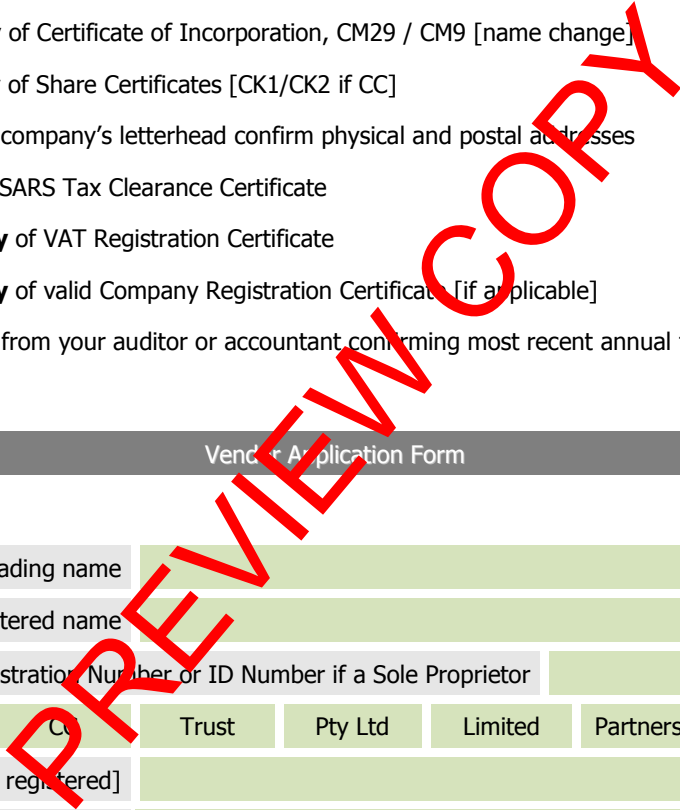 of Certificate of Incorporation, CM29 / CM9 [name change]
of Share Certificates [CK1/CK2 if CC]
company’s letterhead confirm physical and postal addresses
SARS Tax Clearance Certificate
y of VAT Registration Certificate
y of valid Company Registration Certificate [if applicable]
from your auditor or accountant confirming most recent annual
Vendor Application Form
ading name
tered name
stration Number or ID Number if a Sole Proprietor
CC Trust Pty Ltd Limited Partners
registered]
PREVIEW COPY